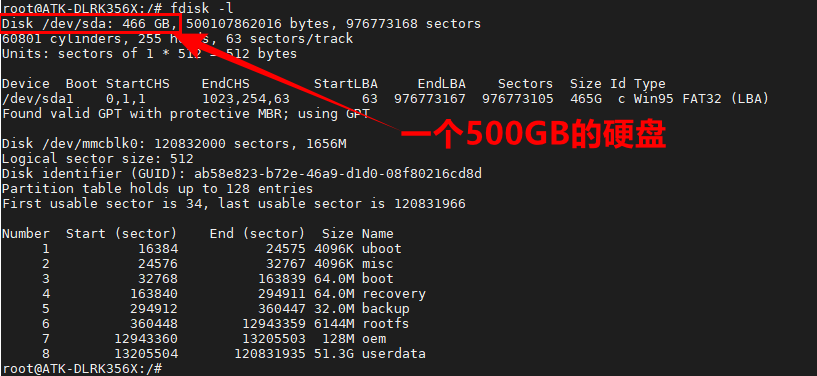 root@ATK-DLRK356X:/# fdisk -l
Disk /dev/sda: 466 GB, 500107862016 bytes, 976773168 sectors
60801 cylinders, 255 heads, 63 sectors/track
Units: sectors of 1 * 512 = 512 bytes
Device  Boot StartCHS    EndCHS        StartLBA     EndLBA    Sectors  Size Id Type
/dev/sda1    0,1,1       1023,254,63         63  976773167  976773105  465G  c Win95 FAT32 (LBA)
Found valid GPT with protective MBR; using GPT
一个500GB的硬盘
Disk /dev/mmcblk0: 120832000 sectors, 1656M
Logical sector size: 512
Disk identifier (GUID): ab58e823-b72e-46a9-d1d0-08f80216cd8d
Partition table holds up to 128 entries
First usable sector is 34, last usable sector is 120831966
Number  Start (sector)    End (sector)  Size Name
1           16384           24575 4096K uboot
2           24576           32767 4096K misc
3           32768          163839 64.0M boot
4          163840          294911 64.0M recovery
5          294912          360447 32.0M backup
6          360448        12943359 6144M rootfs
7        12943360        13205503  128M oem
8        13205504       120831935 51.3G userdata
root@ATK-DLRK356X:/#